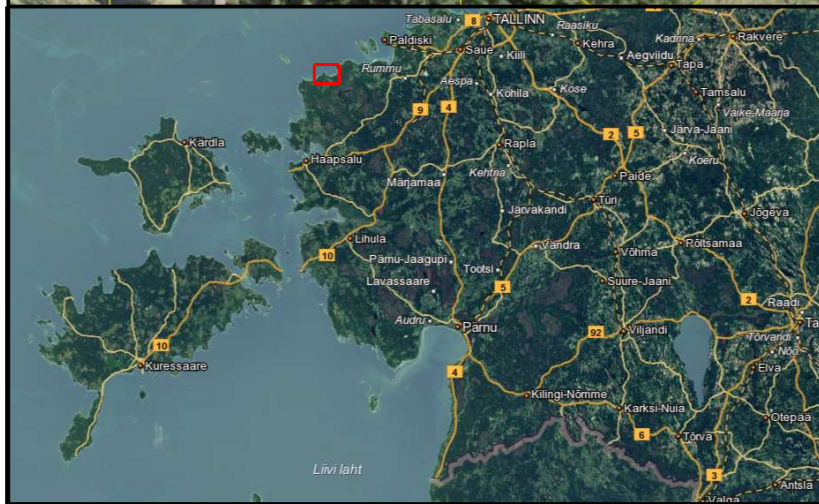 Tabasalu
8
TALLINN
Raasiku
Kadrina
Rakvere
Paldiski
Saue
Kiili
Kehra
Aegviidu
Tapa
Rummu
Aespa
Kohila
Kose
Tamsalu
Väike-Maarja
9
4
2
5
Järva-Jaani
Kärdla
Haapsalu
Rapla
Koeru
Märjamaa
Kehtna
Paide
Türi
Järvakandi
Jõgeva
Lihula
10
Vändra
Võhma
Põltsamaa
Pärnu-Jaagupi
Tootsi
Lavassaare
5
Suure-Jaani
2
Raadi
Audru
Pärnu
92
Viljandi
Ta
Tõrvandi
10
Nõo
Kuressaare
4
Elva
Kilingi-Nõmme
Karksi-Nuia
Otepää
6
Tõrva
Liivi laht
3
Antsla
Valga